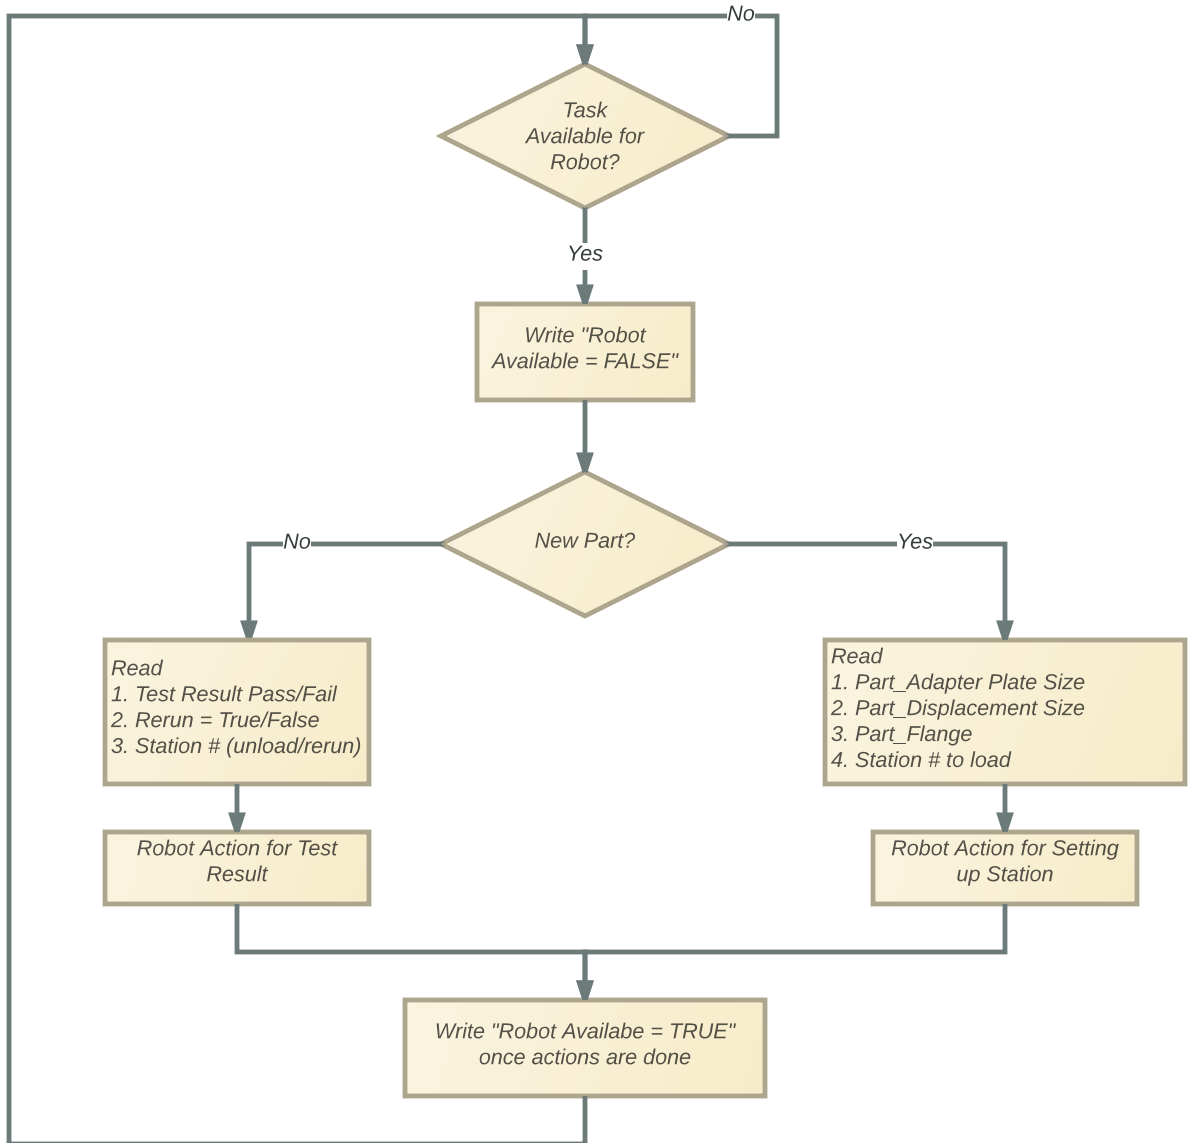 No
Task
Available for
Robot?
Yes
Write "Robot
Available = FALSE"
New Part?
No
Yes
Read
1. Test Result Pass/Fail
2. Rerun = True/False
3. Station # (unload/rerun)
Read
1. Part_Adapter Plate Size
2. Part_Displacement Size
3. Part_Flange
4. Station # to load
Robot Action for Test
Result
Robot Action for Setting
up Station
Write "Robot Availabe = TRUE"
once actions are done